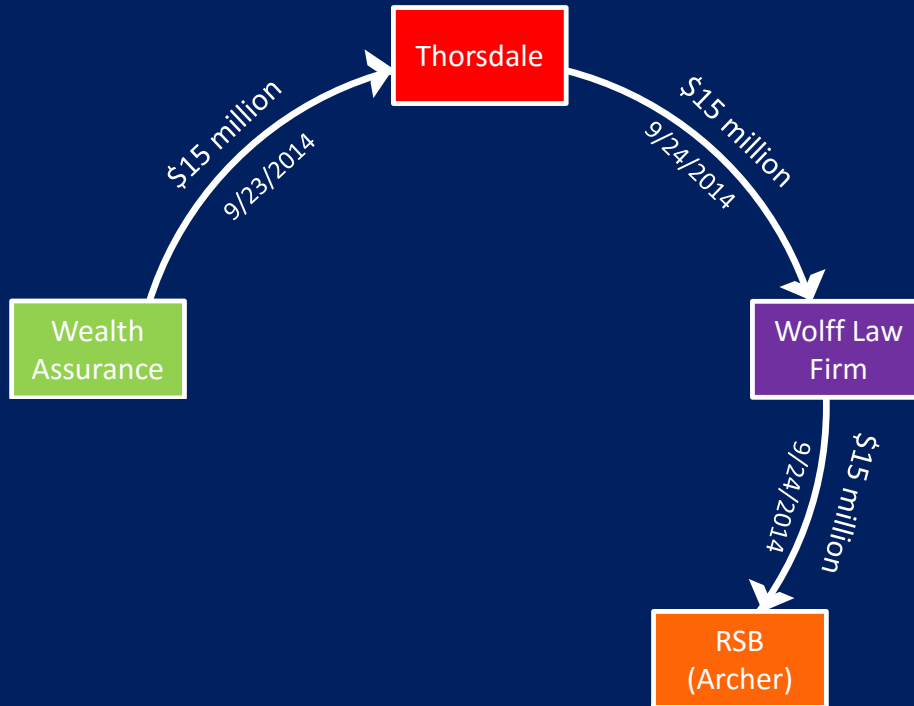 Thorsdale
$15 million
9/23/2014
$15 million
9/24/2014
Wealth
Assurance
Wolff Law
Firm
$15 million
9/24/2014
RSB
(Archer)